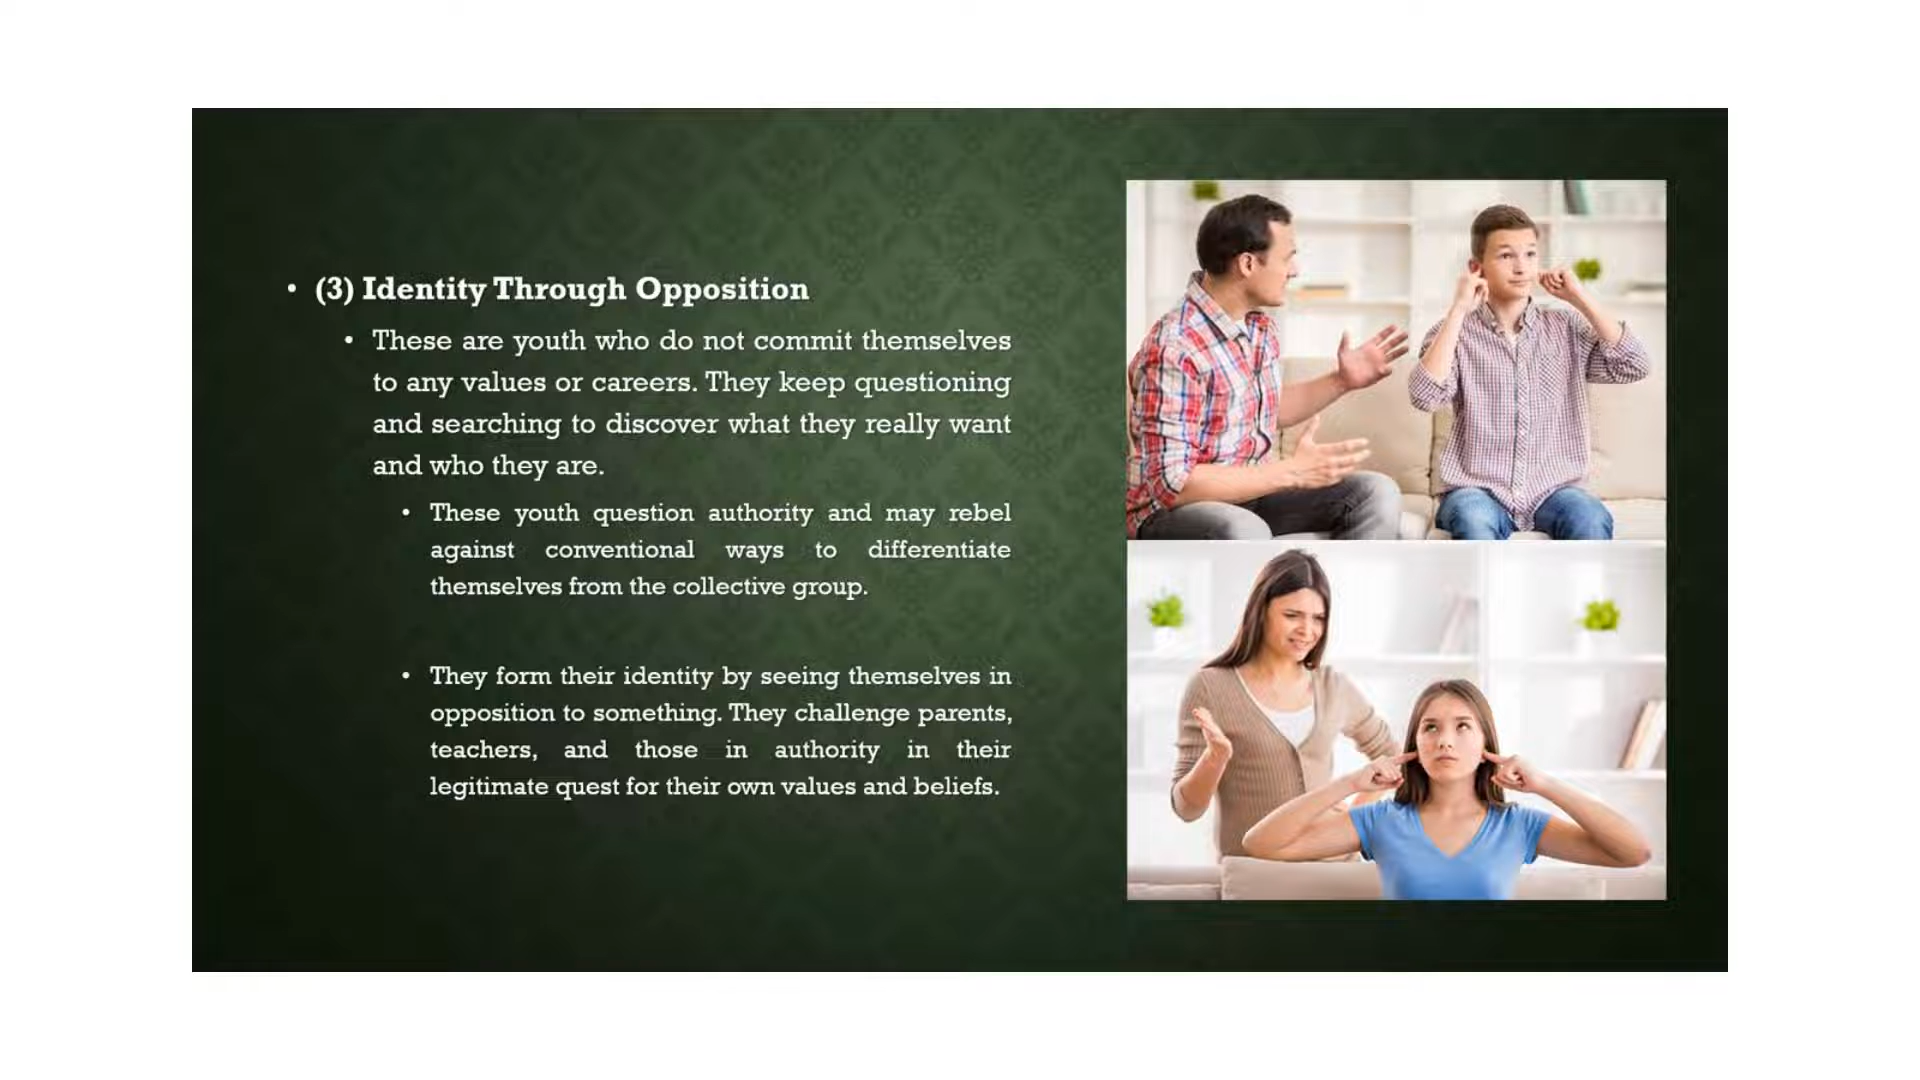 • (3) Identity Through Opposition
• These are youth who do not commit themselves
to any values or careers. They keep questioning
and searching to discover what they really want
and who they are.
• These youth question authority and may rebel
against conventional ways to differentiate
themselves from the collective group.
• They form their identity by seeing themselves in
opposition to something. They challenge parents,
teachers, and those in authority in their
legitimate quest for their own values and beliefs.